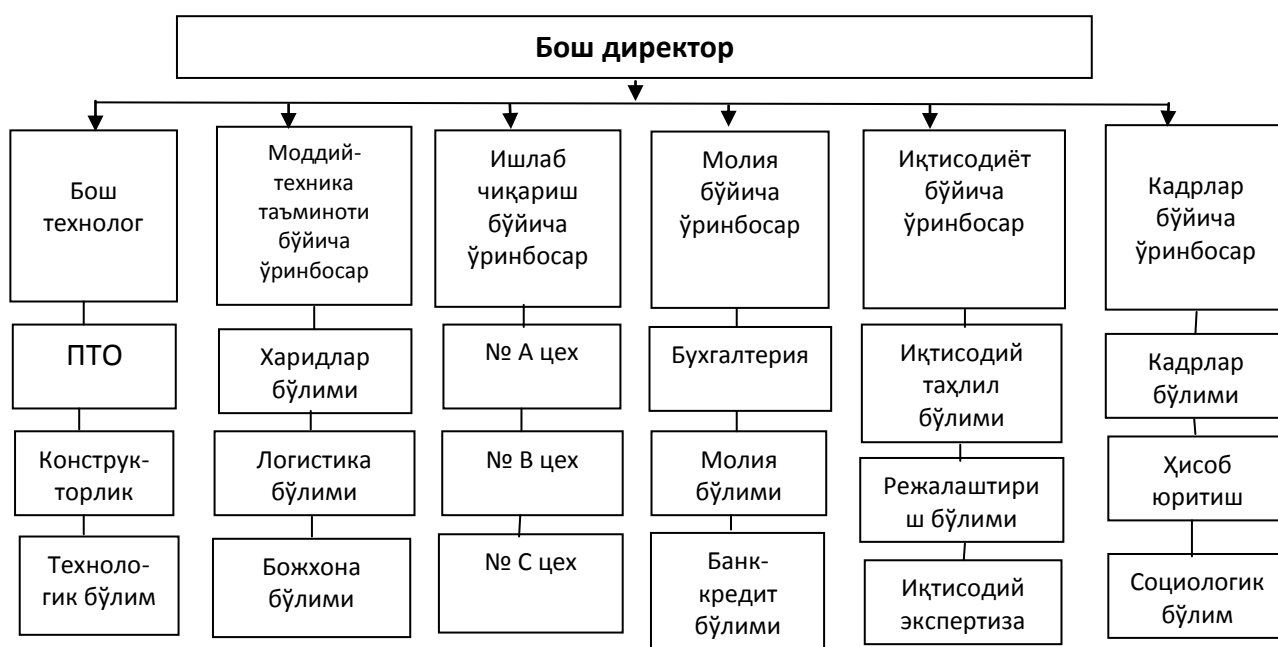 Бош директор
Бош
технолог
Моддий-
техника
таъминоти
бўйича
ўринбосар
Ишлаб
чиқариш
бўйича
ўринбосар
Молия
бўйича
ўринбосар
Иқтисодиёт
бўйича
ўринбосар
Кадрлар
бўйича
ўринбосар
ПТО
Харидлар
бўлими
№ А цех
Бухгалтерия
Иқтисодий
таҳлил
бўлими
Кадрлар
бўлими
Конструк-
торлик
Логистика
бўлими
№ В цех
Молия
бўлими
Режалаштири
ш бўлими
Ҳисоб
юритиш
Техноло-
гик бўлим
Божхона
бўлими
№ С цех
Банк-
кредит
бўлими
Иқтисодий
экспертиза
Социологик
бўлим